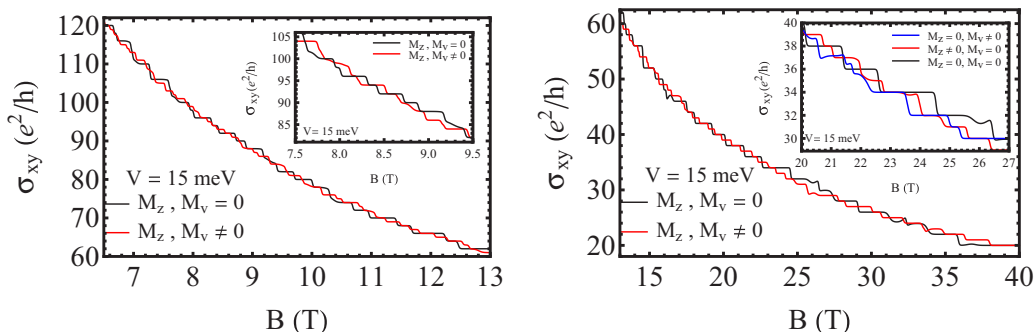 σxy (e²/h)
120
110
100
90
80
70
60
7
8
9
10
11
12
13
B (T)
V = 15 meV
Mz , Mv = 0
Mz , Mv ≠ 0
σxy(e²/h)
105
100
95
90
85
7.5
8.0
8.5
9.0
9.5
B (T)
V= 15 meV
Mz , Mv = 0
Mz , Mv ≠ 0
σxy (e²/h)
60
50
40
30
20
15
20
25
30
35
40
B (T)
V = 15 meV
Mz , Mv = 0
Mz , Mv ≠ 0
σxy(e²/h)
40
38
36
34
32
30
20
21
22
23
24
25
26
27
B (T)
V= 15 meV
Mz = 0, Mv ≠ 0
Mz ≠ 0, Mv = 0
Mz = 0, Mv = 0